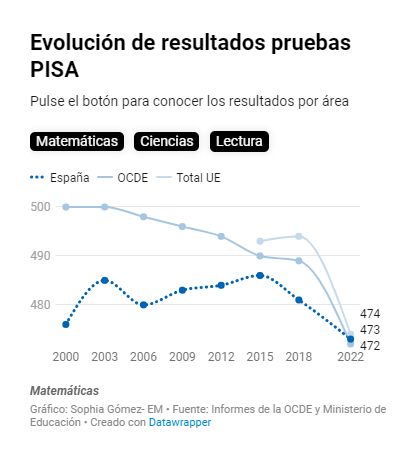 Evolución de resultados pruebas
PISA
Pulse el botón para conocer los resultados por área
Matemáticas Ciencias Lectura
España OCDE Total UE
500
490
480
474
473
472
2000 2003 2006 2009 2012 2015 2018 2022
Matemáticas
Gráfico: Sophia Gómez- EM • Fuente: Informes de la OCDE y Ministerio de
Educación • Creado con Datawrapper